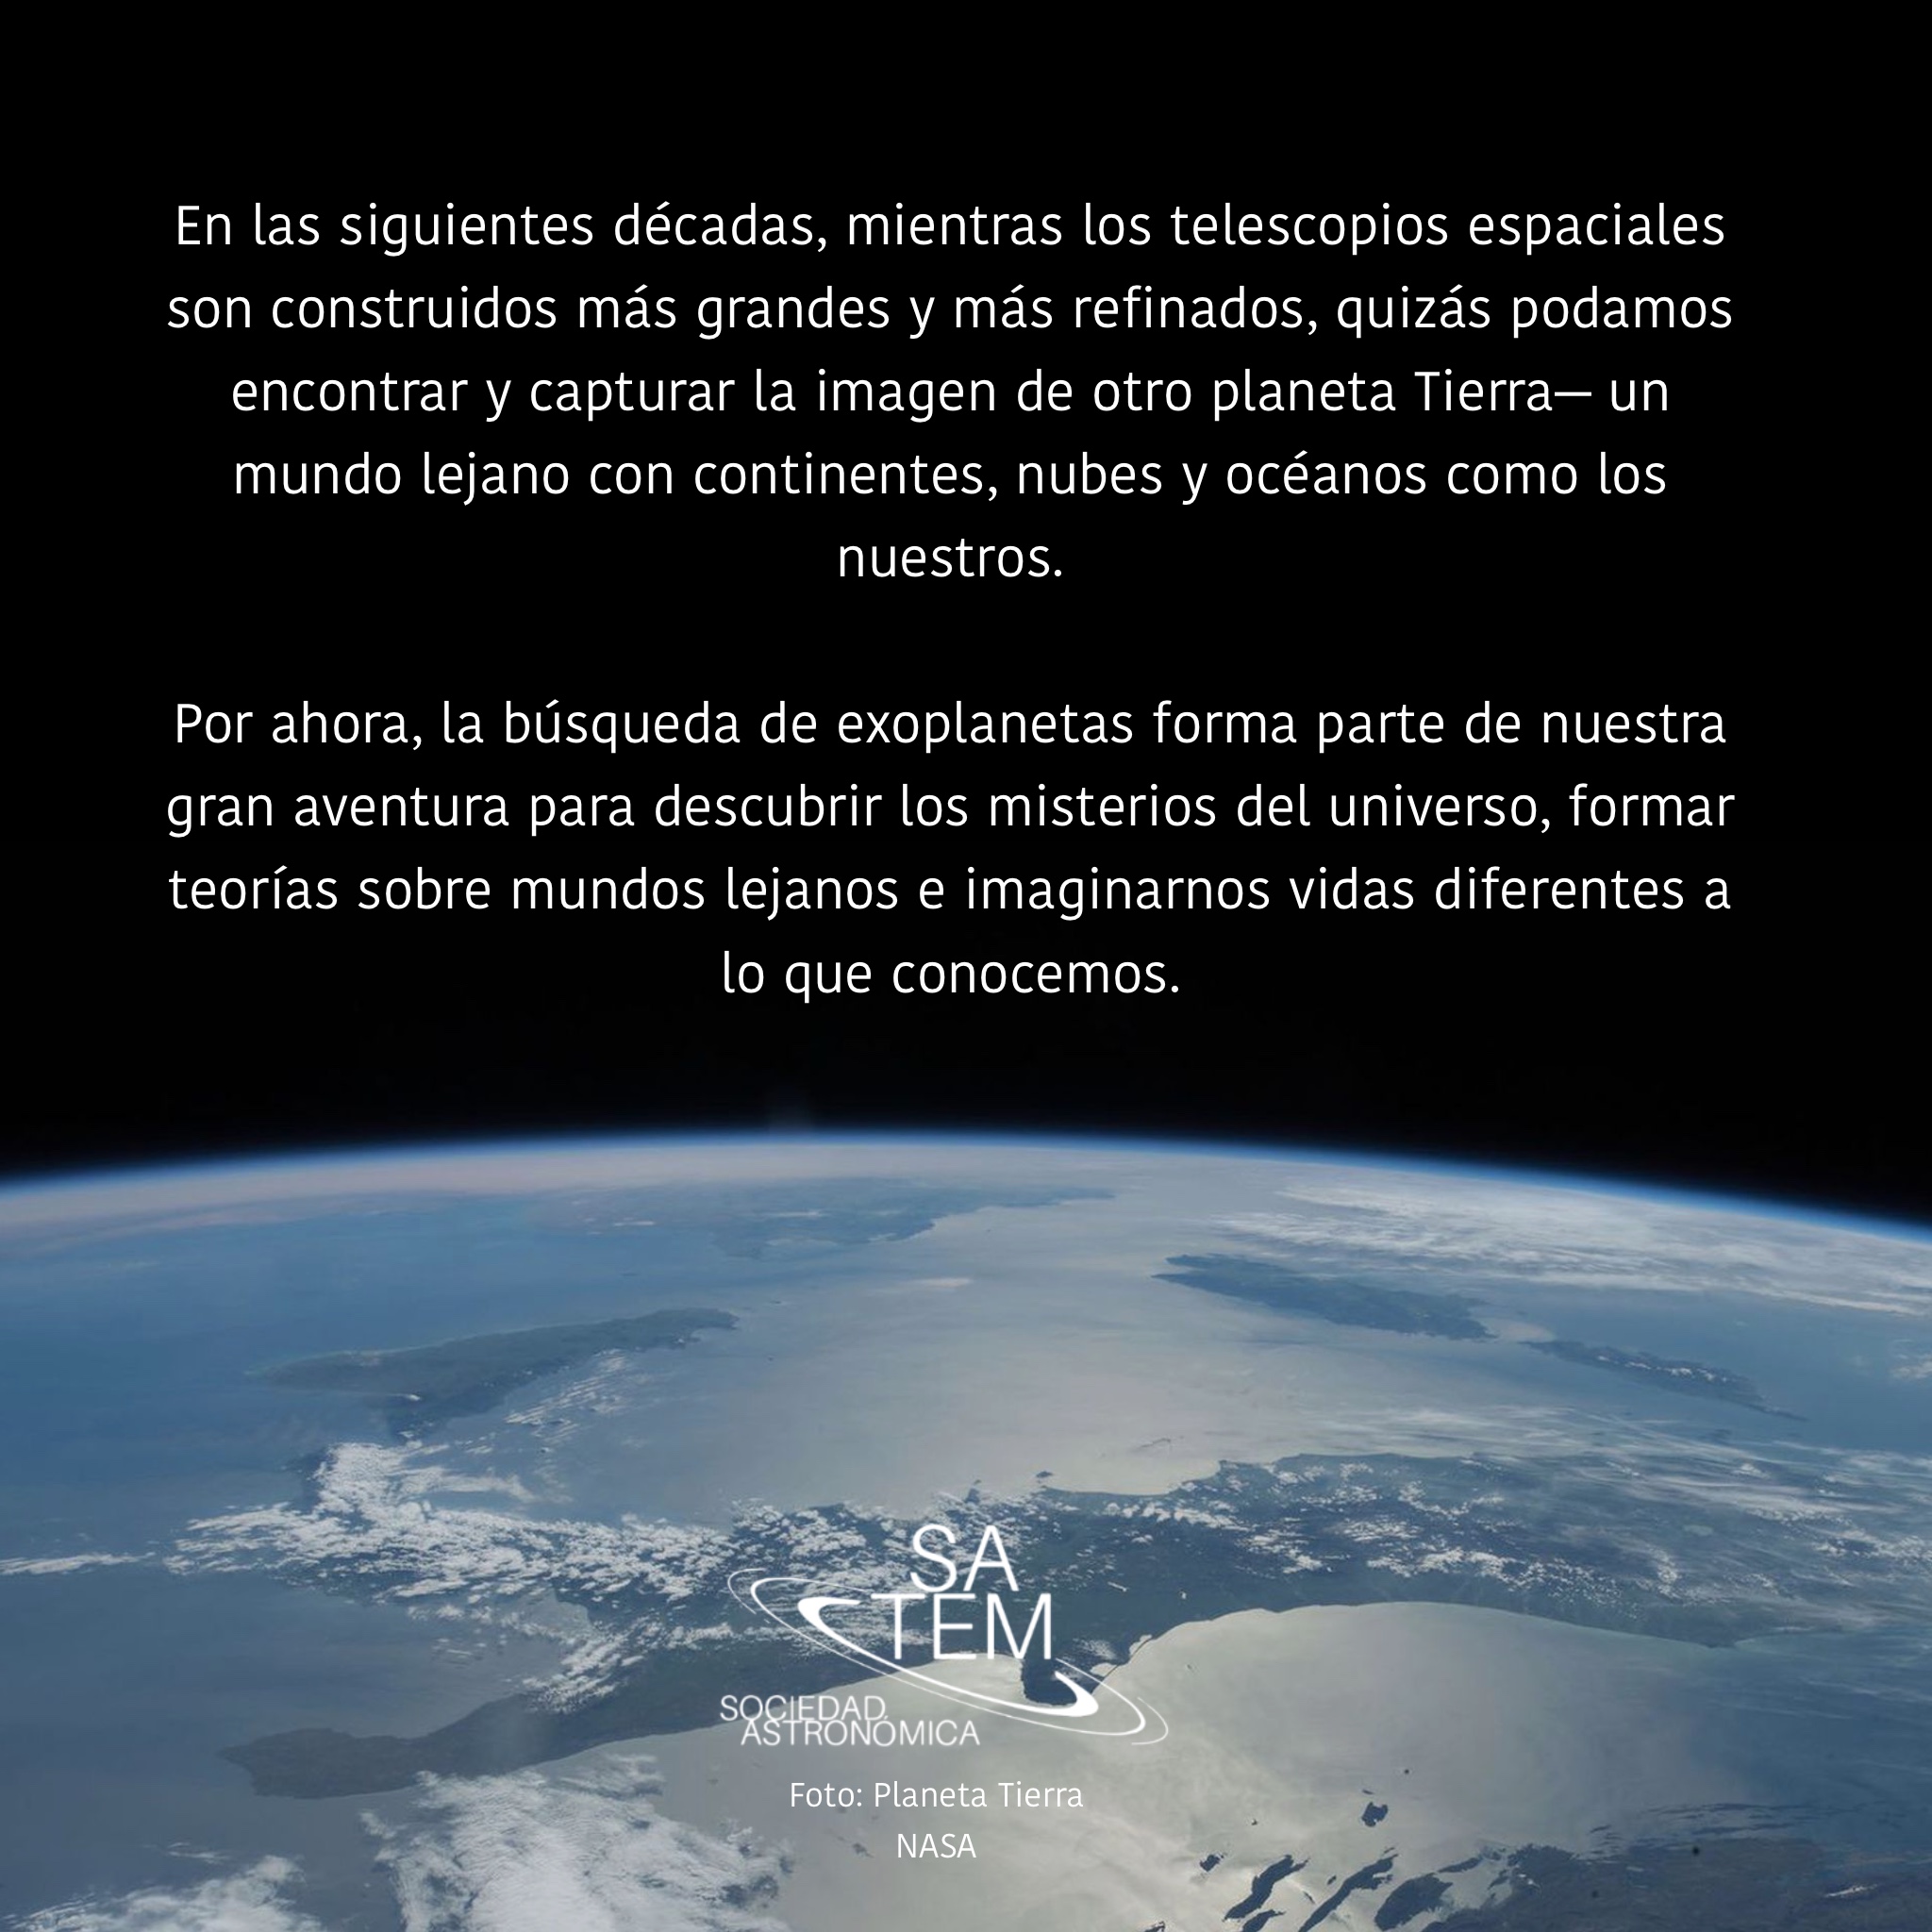 En las siguientes décadas, mientras los telescopios espaciales
son construidos más grandes y más refinados, quizás podamos
encontrar y capturar la imagen de otro planeta Tierra— un
mundo lejano con continentes, nubes y océanos como los
nuestros.
Por ahora, la búsqueda de exoplanetas forma parte de nuestra
gran aventura para descubrir los misterios del universo, formar
teorías sobre mundos lejanos e imaginarnos vidas diferentes a
lo que conocemos.
SA
TEM
SOCIEDAD
ASTRONÓMICA
Foto: Planeta Tierra
NASA